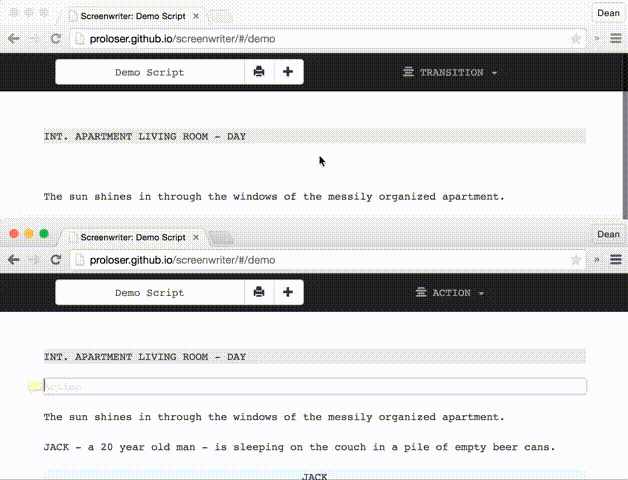 Dean
Screenwriter: Demo Script
proloser.github.io/screenwriter/#/demo
Demo Script
TRANSITION
INT. APARTMENT LIVING ROOM - DAY
The sun shines in through the windows of the messily organized apartment.
Dean
Screenwriter: Demo Script
proloser.github.io/screenwriter/#/demo
Demo Script
ACTION
INT. APARTMENT LIVING ROOM - DAY
Action
The sun shines in through the windows of the messily organized apartment.
JACK - a 20 year old man - is sleeping on the couch in a pile of empty beer cans.
JACK